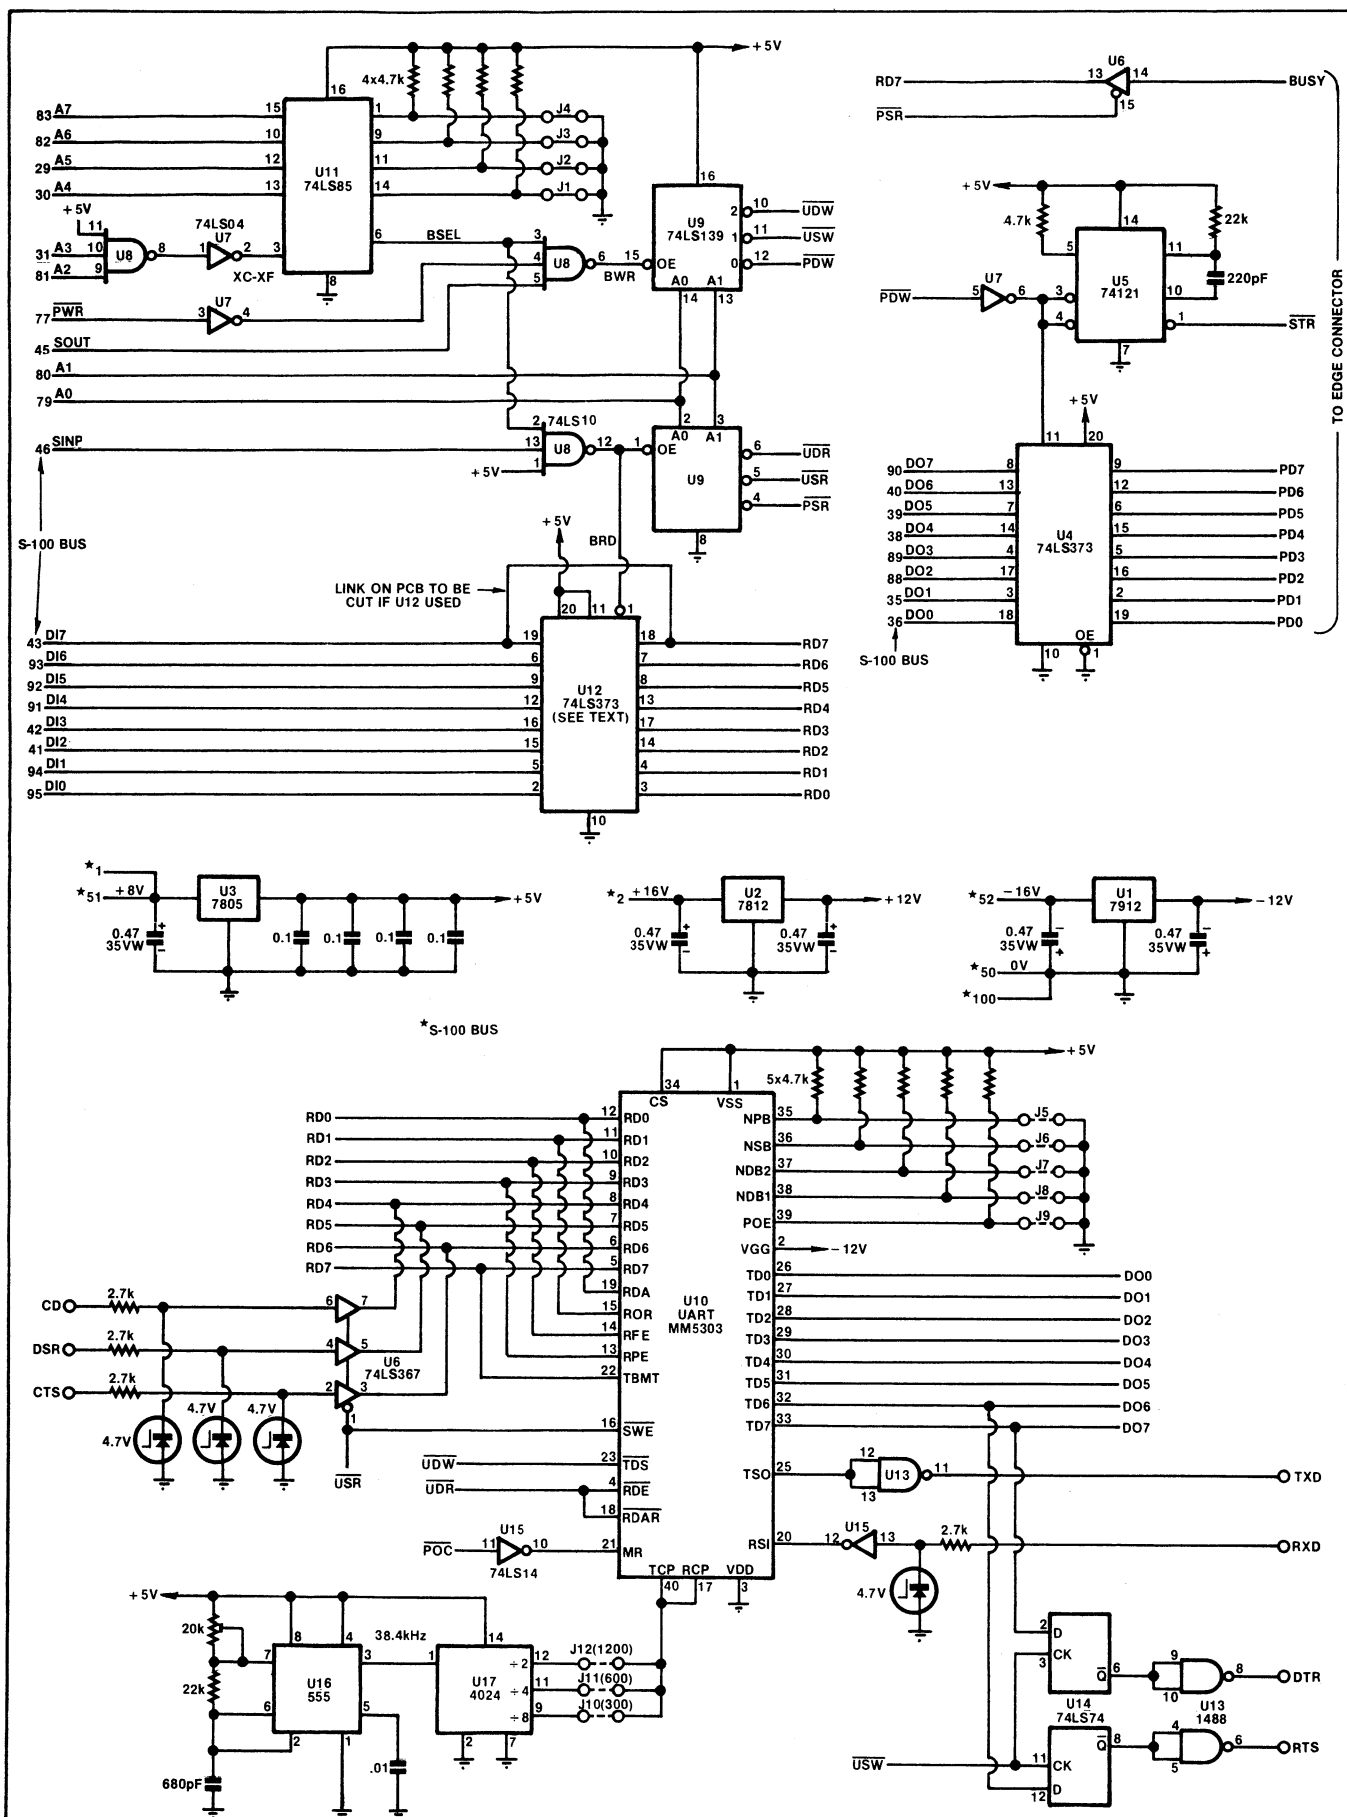 +5V
4x4.7k
16
83 A7 15
82 A6 10
29 A5 12
30 A4 13
U11
74LS85
1 J4
9 J3
11 J2
14 J1
+5V
11
31 A3 10
81 A2 9
U8 8
74LS04
1 U7 2 3
XC-XF
6 BSEL
8
77 P̅W̅R̅ 3 U7 4
45 SOUT
80 A1
79 A0
46 SINP
3
4
5
U8 6
BWR
15 OE
16
U9
74LS139
2 10 U̅D̅W̅
1 11 U̅S̅W̅
0 12 P̅D̅W̅
A0 A1
14 13
74LS10
2
13
1
+5V
U8 12
1 OE
2 3
A0 A1
U9
6 U̅D̅R̅
5 U̅S̅R̅
4 P̅S̅R̅
8
S-100 BUS
+5V
BRD
LINK ON PCB TO BE
CUT IF U12 USED
20 11 1
43 DI7 19 18 RD7
93 DI6 6 7 RD6
92 DI5 9 8 RD5
91 DI4 12 13 RD4
42 DI3 16 17 RD3
41 DI2 15 14 RD2
94 DI1 5 4 RD1
95 DI0 2 3 RD0
U12
74LS373
(SEE TEXT)
10
RD7 13 U6 14 BUSY
P̅S̅R̅ 15
TO EDGE CONNECTOR
+5V
4.7k
14
22k
5 11
U5
74121
10 220pF
P̅D̅W̅ 5 U7 6 3
4
1 S̅T̅R̅
7
+5V
11 20
90 DO7 8 9 PD7
40 DO6 13 12 PD6
39 DO5 7 6 PD5
38 DO4 14 15 PD4
89 DO3 4 5 PD3
88 DO2 17 16 PD2
35 DO1 3 2 PD1
36 DO0 18 19 PD0
U4
74LS373
OE
10 1
S-100 BUS
★1
★51 +8V
U3
7805
+5V
0.47
35VW
+
-
0.1 0.1 0.1 0.1
★2 +16V
U2
7812
+12V
0.47
35VW
+
-
0.47
35VW
+
-
★52 -16V
U1
7912
-12V
0.47
35VW
-
+
0.47
35VW
-
+
★50 0V
★100
★S-100 BUS
+5V
34 1
CS VSS
5x4.7k
RD0 12 RD0
RD1 11 RD1
RD2 10 RD2
RD3 9 RD3
RD4 8 RD4
RD5 7 RD5
RD6 6 RD6
RD7 5 RD7
19 RDA
15 ROR
14 RFE
13 RPE
22 TBMT
16 S̅W̅E̅
U̅D̅W̅ 23 T̅D̅S̅
U̅D̅R̅ 4 R̅D̅E̅
18 R̅D̅A̅R̅
P̅O̅C̅ 11 U15 10 21 MR
74LS14
U10
UART
MM5303
NPB 35 J5
NSB 36 J6
NDB2 37 J7
NDB1 38 J8
POE 39 J9
VGG 2 -12V
TD0 26 DO0
TD1 27 DO1
TD2 28 DO2
TD3 29 DO3
TD4 30 DO4
TD5 31 DO5
TD6 32 DO6
TD7 33 DO7
TSO 25
12
13
U13 11 TXD
RSI 20 12 U15 13 2.7k RXD
4.7V
TCP RCP VDD
40 17 3
CD 2.7k 6 7
DSR 2.7k 4 5
CTS 2.7k 2 3
U6
74LS367
1
4.7V 4.7V 4.7V
U̅S̅R̅
+5V
20k
22k
680pF
8 4
7 3
6 5
2 1
U16
555
.01
38.4kHz
14
1
U17
4024
÷2 12 J12(1200)
÷4 11 J11(600)
÷8 9 J10(300)
2 7
2 D
3 CK
Q̅ 6
9
10
8 DTR
U14
74LS74
U13
1488
U̅S̅W̅ 11 CK
12 D
Q̅ 8
4
5
6 RTS